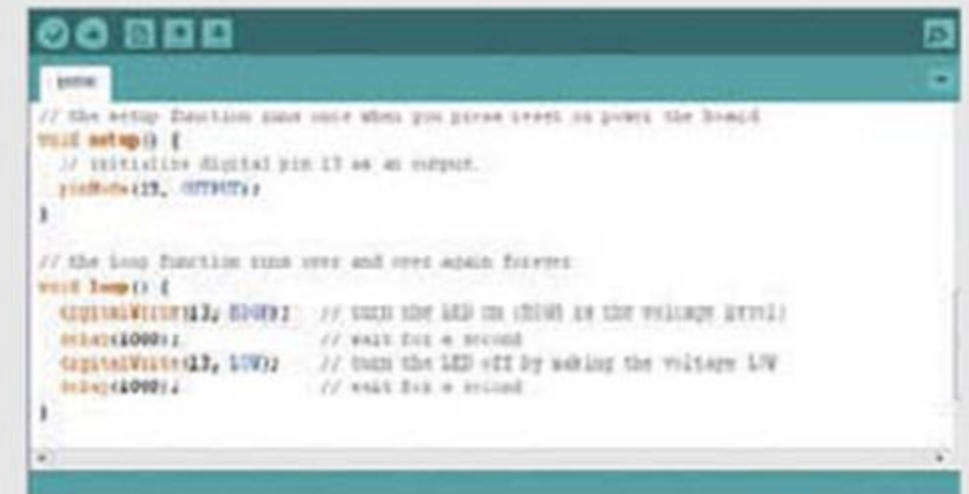 // the setup function runs once when you press reset or power the board
void setup() {
// initialize digital pin 13 as an output.
pinMode(13, OUTPUT);
}
// the loop function runs over and over again forever
void loop() {
digitalWrite(13, HIGH); // turn the LED on (HIGH is the voltage level)
delay(1000); // wait for a second
digitalWrite(13, LOW); // turn the LED off by making the voltage LOW
delay(1000); // wait for a second
}